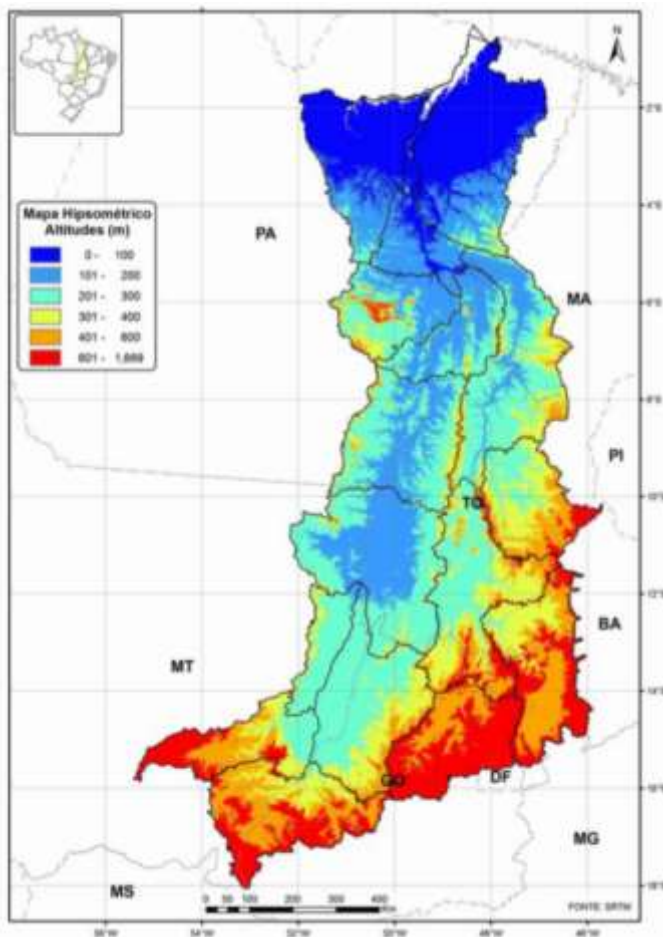 N
Mapa Hipsométrico
Altitudes (m)
0 - 100
101 - 200
201 - 300
301 - 400
401 - 600
601 - 1,669
PA
MA
PI
TO
BA
MT
GO
DF
MG
MS
FONTE: SRTM